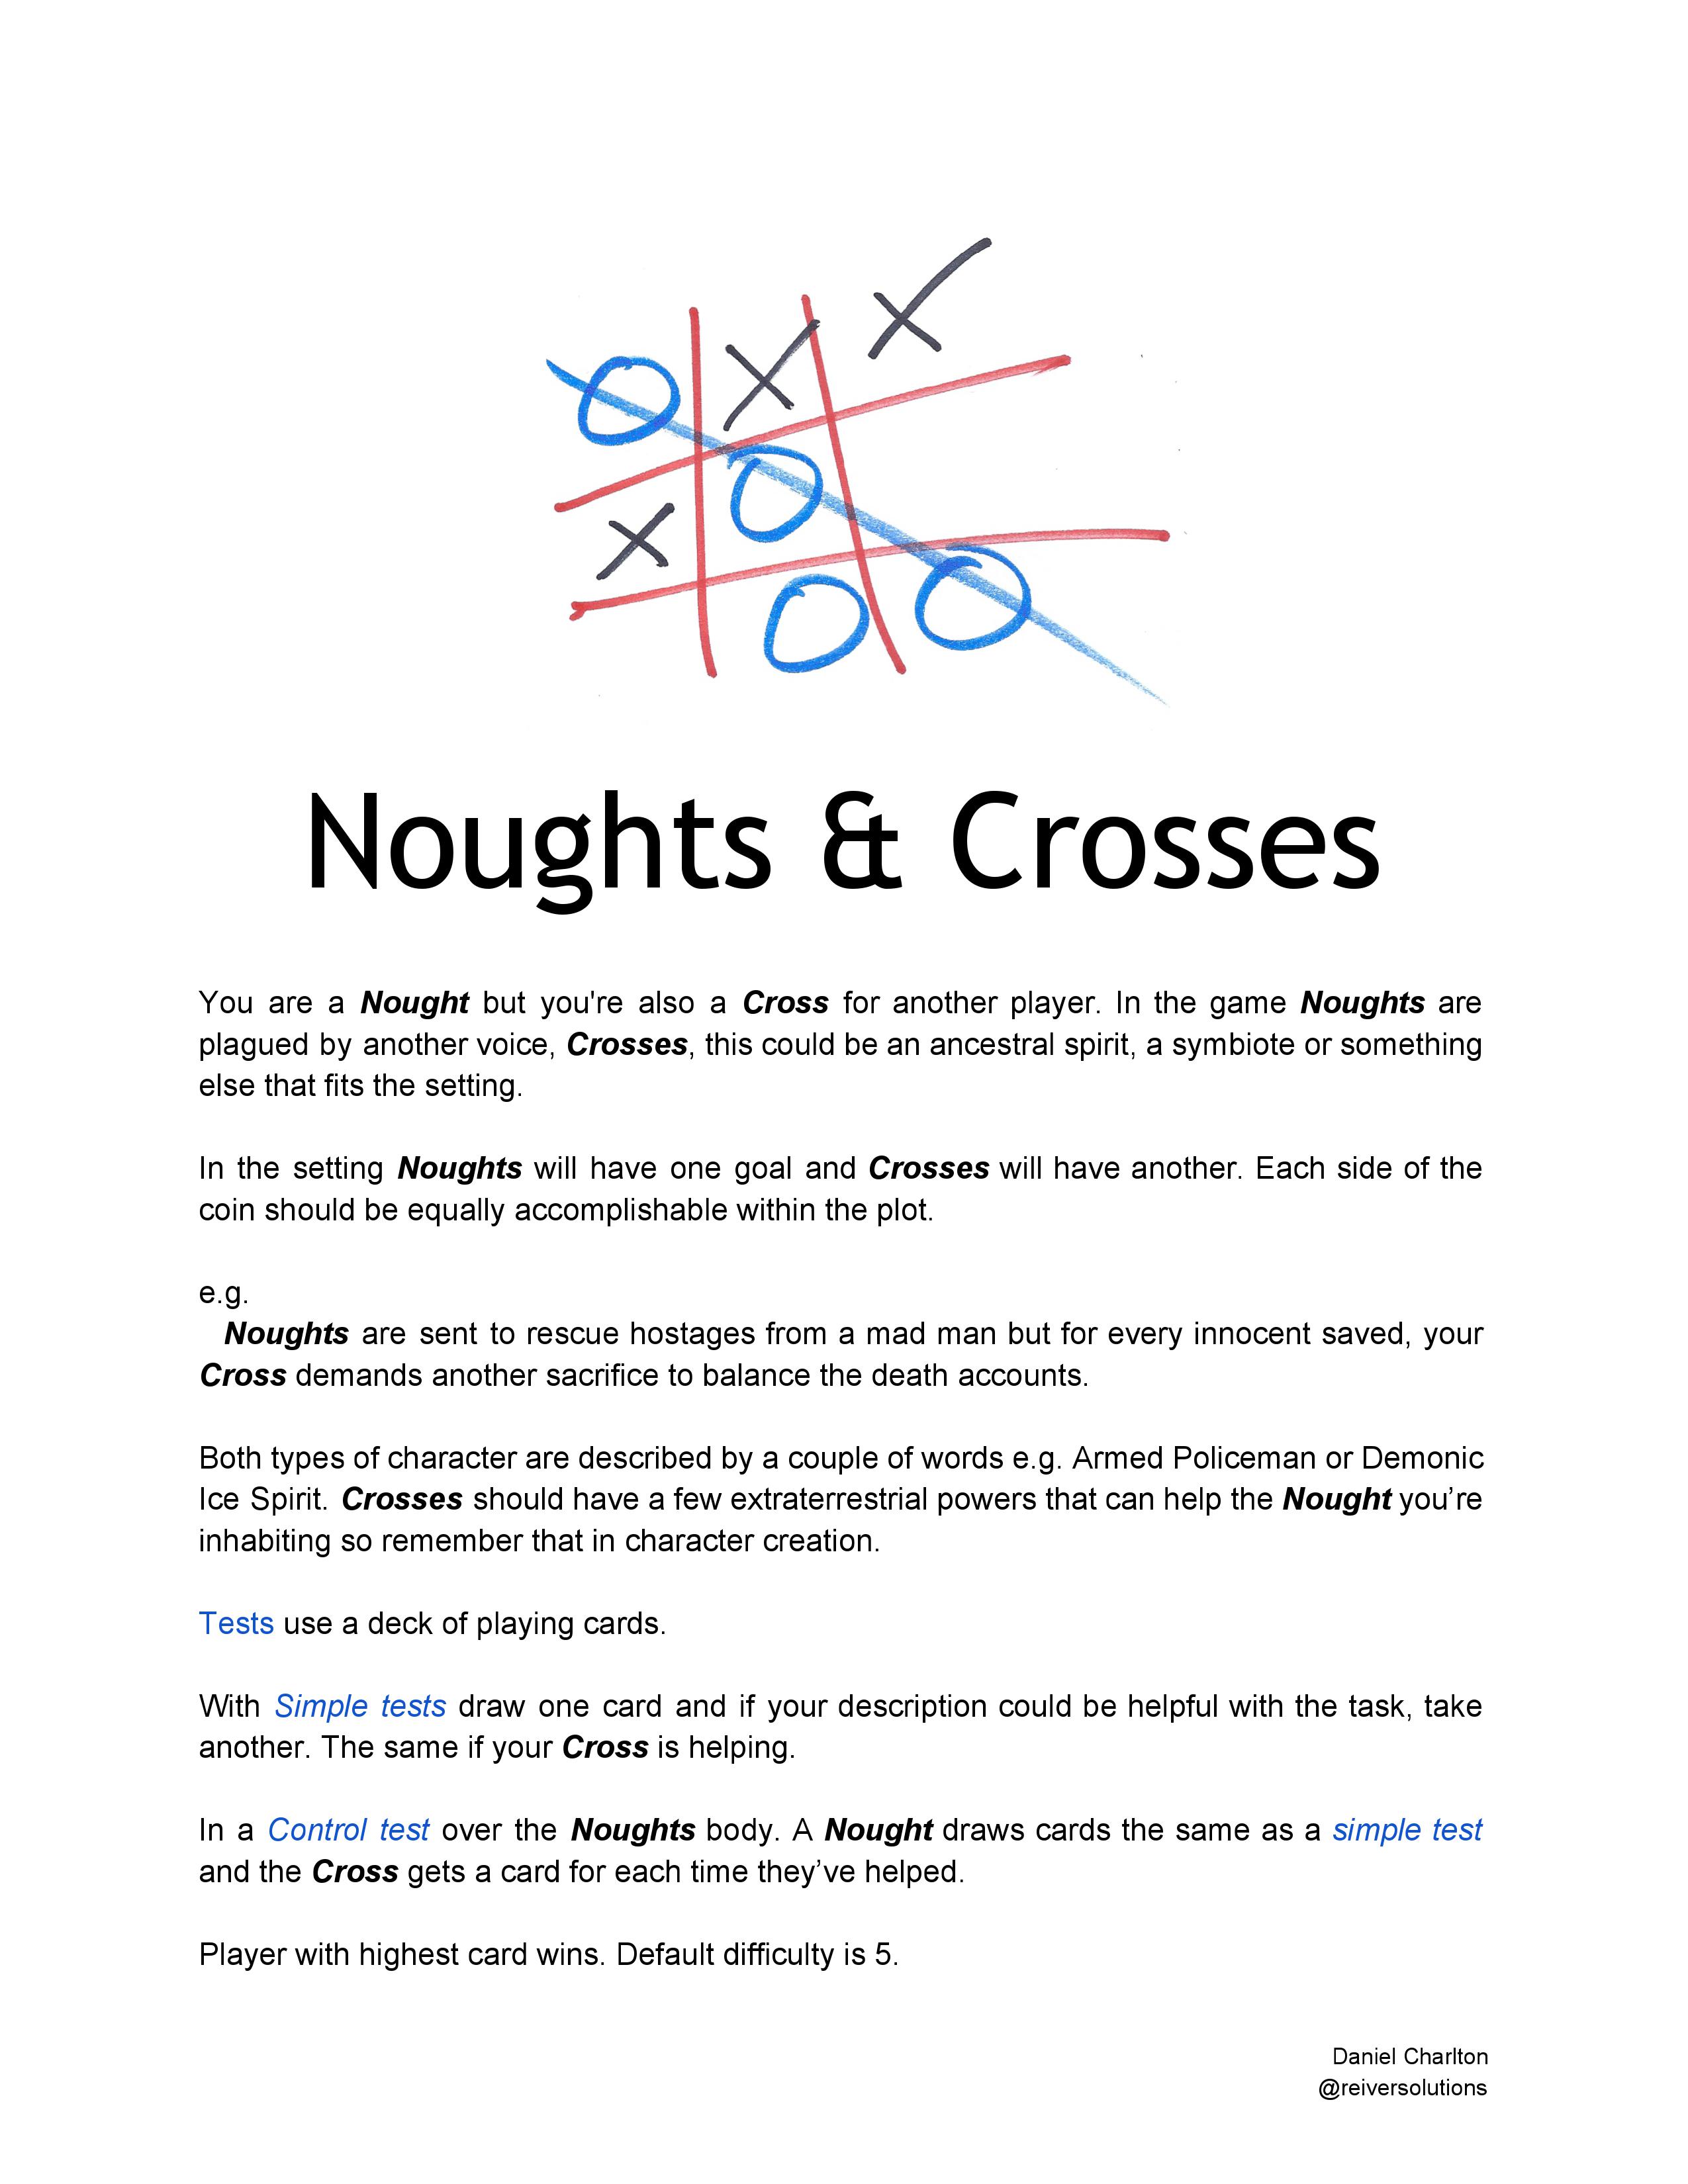 Noughts & Crosses
You are a Nought but you're also a Cross for another player. In the game Noughts are
plagued by another voice, Crosses, this could be an ancestral spirit, a symbiote or something
else that fits the setting.
In the setting Noughts will have one goal and Crosses will have another. Each side of the
coin should be equally accomplishable within the plot.
e.g.
Noughts are sent to rescue hostages from a mad man but for every innocent saved, your
Cross demands another sacrifice to balance the death accounts.
Both types of character are described by a couple of words e.g. Armed Policeman or Demonic
Ice Spirit. Crosses should have a few extraterrestrial powers that can help the Nought you’re
inhabiting so remember that in character creation.
Tests use a deck of playing cards.
With Simple tests draw one card and if your description could be helpful with the task, take
another. The same if your Cross is helping.
In a Control test over the Noughts body. A Nought draws cards the same as a simple test
and the Cross gets a card for each time they’ve helped.
Player with highest card wins. Default difficulty is 5.
Daniel Charlton
@reiversolutions